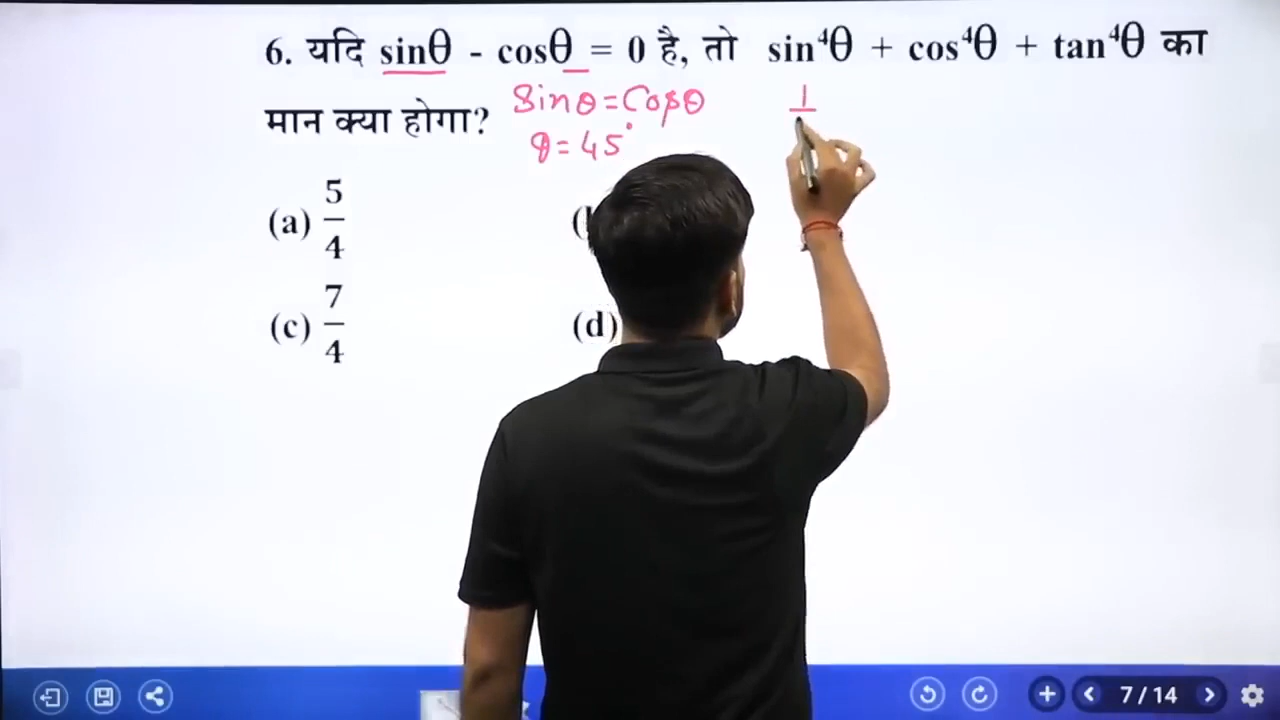 6. यदि sinθ - cosθ = 0 है, तो sin⁴θ + cos⁴θ + tan⁴θ का
मान क्या होगा?
Sinθ = Cosθ
θ = 45°
1
(a) 5/4
(c) 7/4
(d)
7 / 14